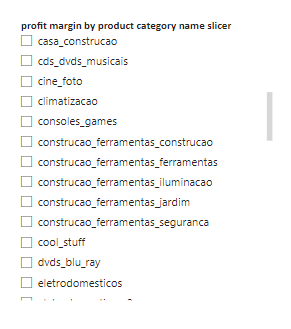 profit margin by product category name slicer
casa_construcao
cds_dvds_musicais
cine_foto
climatizacao
consoles_games
construcao_ferramentas_construcao
construcao_ferramentas_ferramentas
construcao_ferramentas_iluminacao
construcao_ferramentas_jardim
construcao_ferramentas_seguranca
cool_stuff
dvds_blu_ray
eletrodomesticos